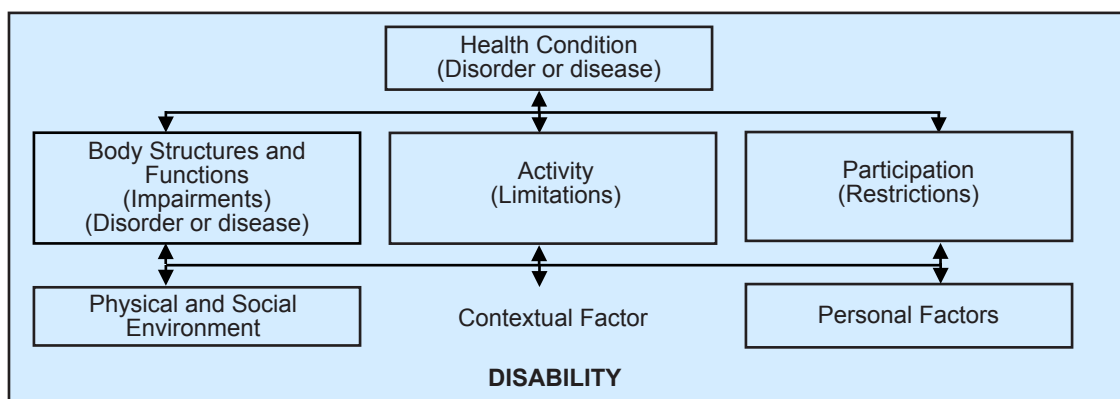 Health Condition
(Disorder or disease)
Body Structures and
Functions
(Impairments)
(Disorder or disease)
Activity
(Limitations)
Participation
(Restrictions)
Physical and Social
Environment
Contextual Factor
Personal Factors
DISABILITY